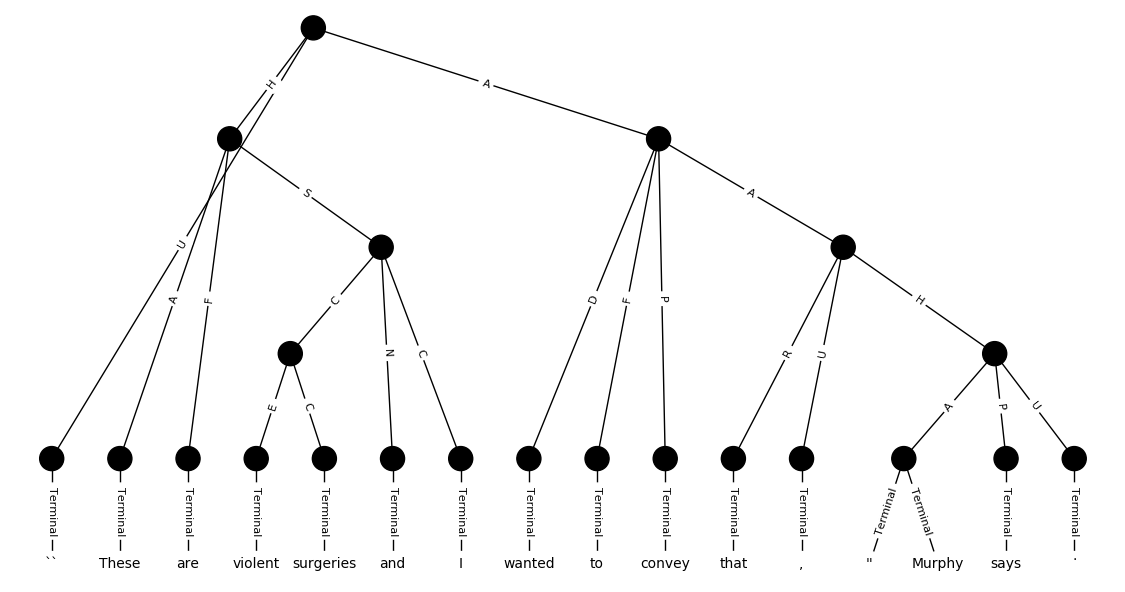 H A
S A
U A F C N C D F P R U H
E C A P U
Terminal Terminal Terminal Terminal Terminal Terminal Terminal Terminal Terminal Terminal Terminal Terminal Terminal Terminal Terminal Terminal
`` These are violent surgeries and I wanted to convey that , " Murphy says .